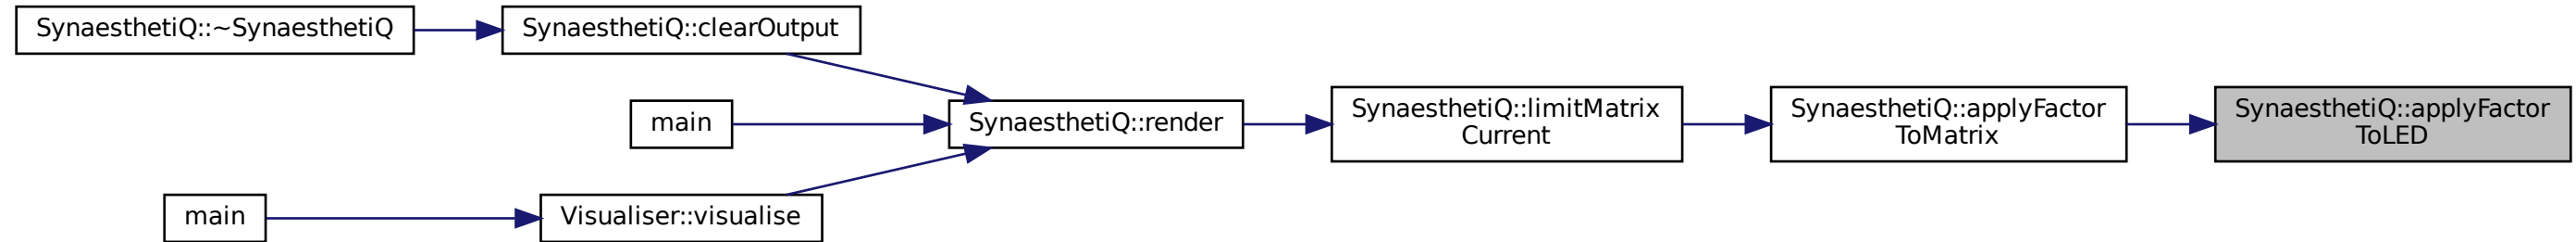 SynaesthetiQ::~SynaesthetiQ
SynaesthetiQ::clearOutput
main
SynaesthetiQ::render
SynaesthetiQ::limitMatrix
Current
SynaesthetiQ::applyFactor
ToMatrix
SynaesthetiQ::applyFactor
ToLED
main
Visualiser::visualise